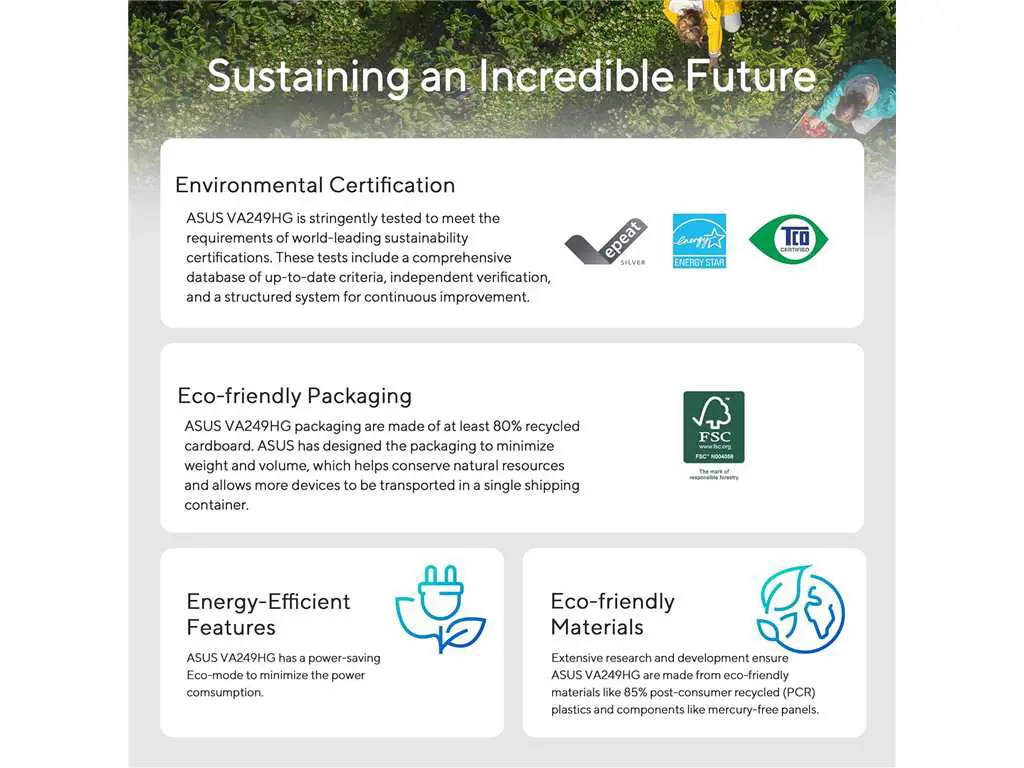 Sustaining an Incredible Future
Environmental Certification
ASUS VA249HG is stringently tested to meet the
requirements of world-leading sustainability
certifications. These tests include a comprehensive
database of up-to-date criteria, independent verification,
and a structured system for continuous improvement.
epeat
SILVER
energy
ENERGY STAR
TCO
CERTIFIED
Eco-friendly Packaging
ASUS VA249HG packaging are made of at least 80% recycled
cardboard. ASUS has designed the packaging to minimize
weight and volume, which helps conserve natural resources
and allows more devices to be transported in a single shipping
container.
FSC
www.fsc.org
FSC™ N004058
The mark of
responsible forestry
Energy-Efficient
Features
ASUS VA249HG has a power-saving
Eco-mode to minimize the power
comsumption.
Eco-friendly
Materials
Extensive research and development ensure
ASUS VA249HG are made from eco-friendly
materials like 85% post-consumer recycled (PCR)
plastics and components like mercury-free panels.